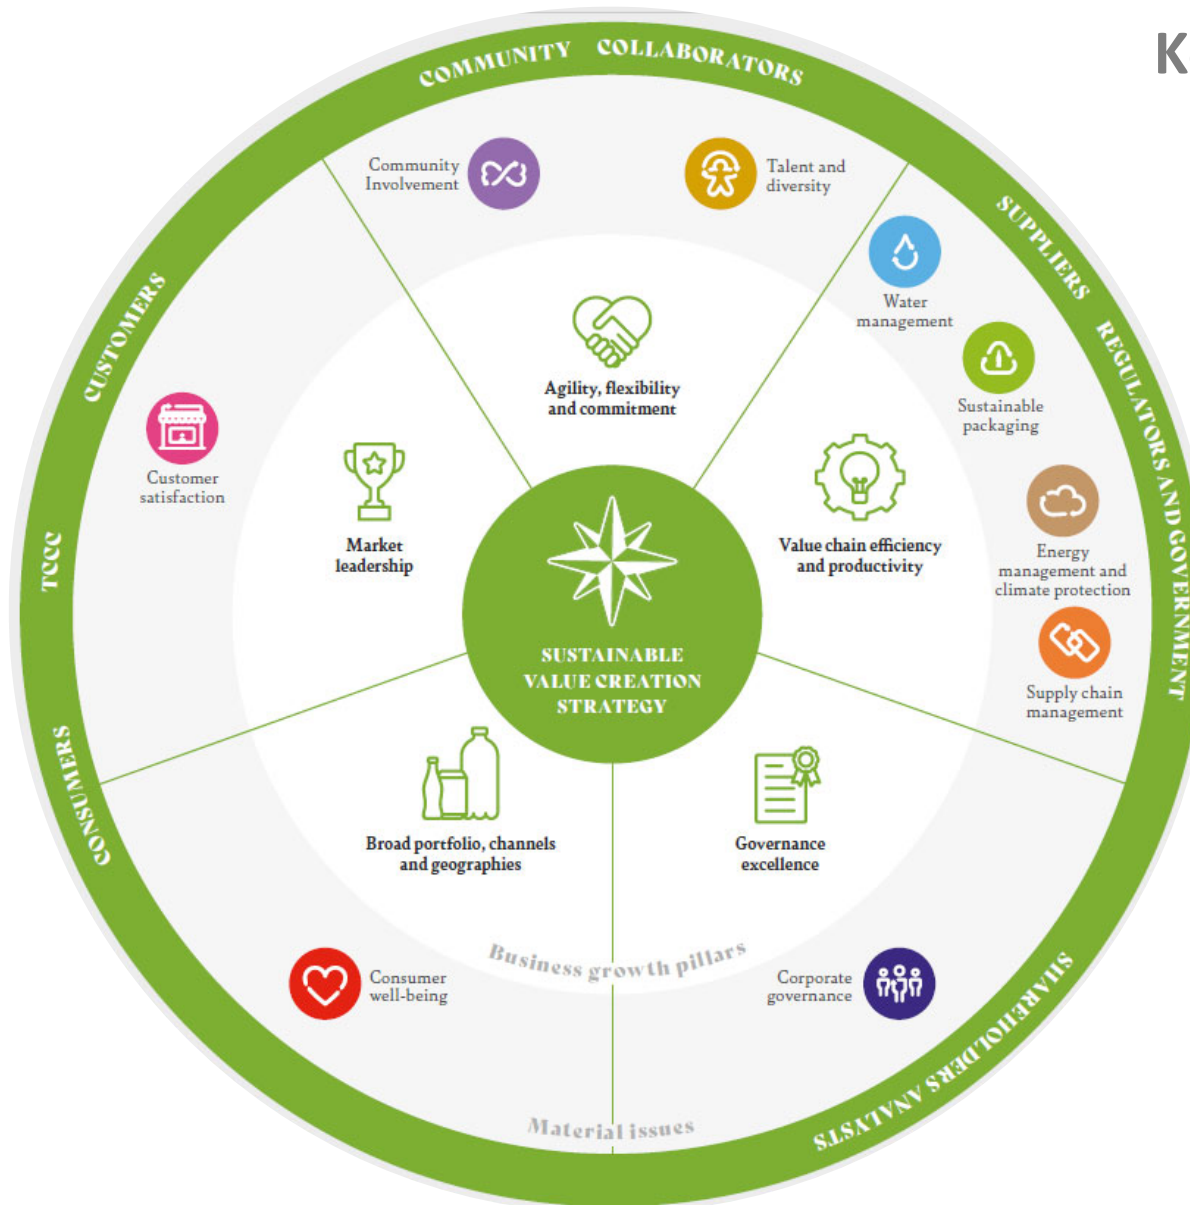 K
COMMUNITY COLLABORATORS
SUPPLIERS REGULATORS AND GOVERNMENT
SHAREHOLDERS ANALYSTS
CONSUMERS
TCCC
CUSTOMERS
Community
Involvement
Talent and
diversity
Water
management
Sustainable
packaging
Energy
management and
climate protection
Supply chain
management
Customer
satisfaction
Agility, flexibility
and commitment
Market
leadership
Value chain efficiency
and productivity
SUSTAINABLE
VALUE CREATION
STRATEGY
Broad portfolio, channels
and geographies
Governance
excellence
Business growth pillars
Consumer
well-being
Corporate
governance
Material issues